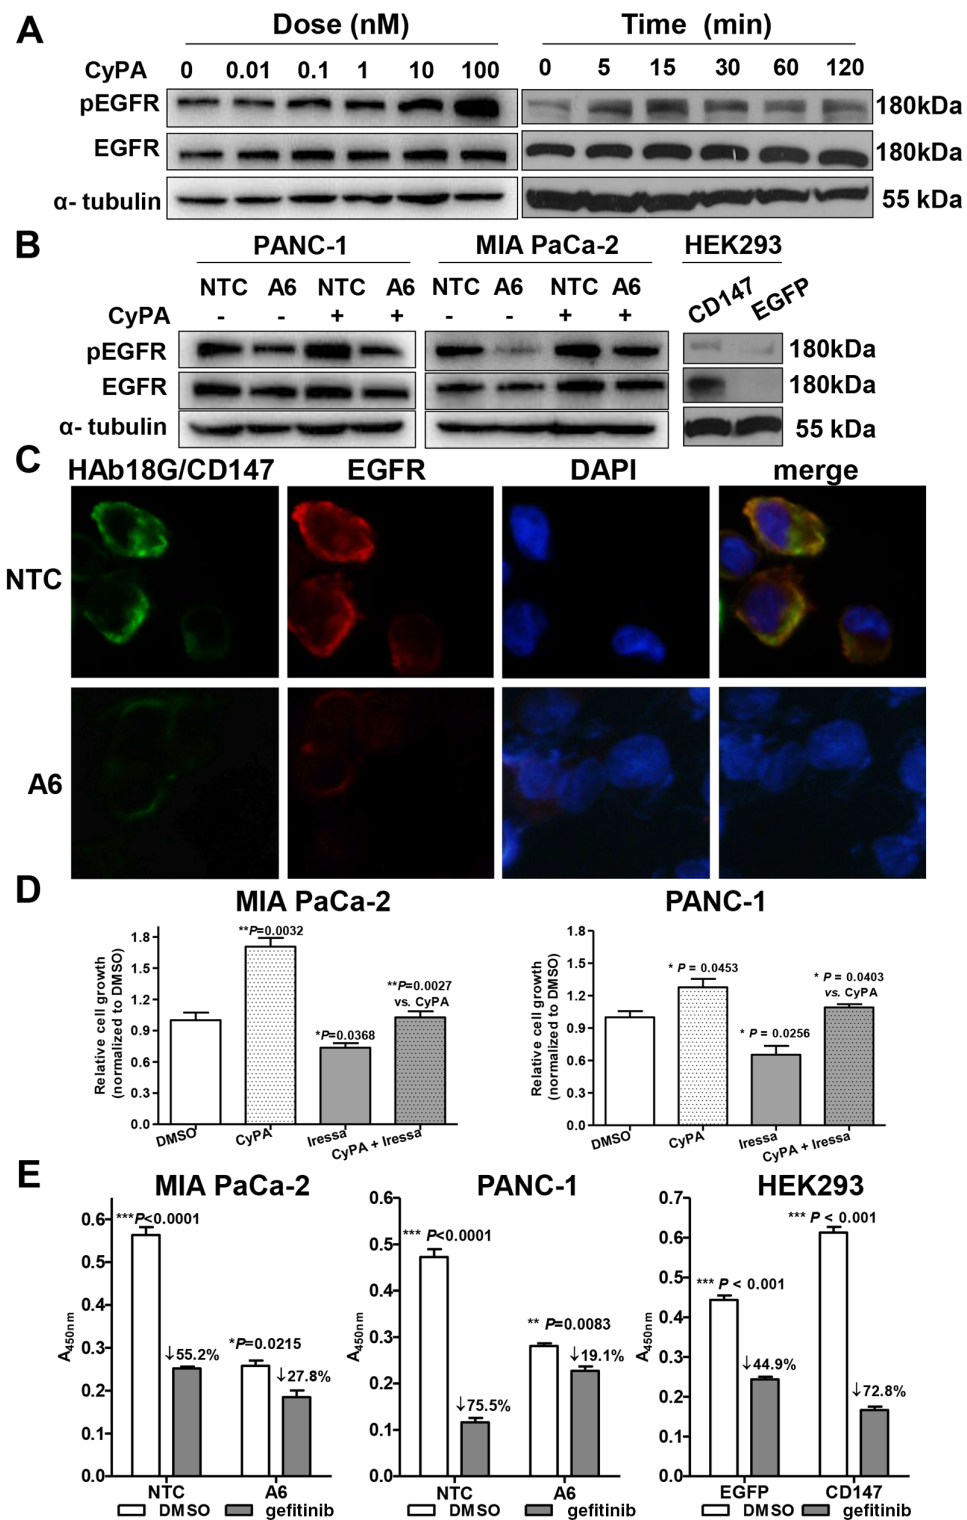 A
Dose (nM)
Time (min)
CyPA 0 0.01 0.1 1 10 100 0 5 15 30 60 120
pEGFR 180kDa
EGFR 180kDa
α- tubulin 55 kDa
B
PANC-1 MIA PaCa-2 HEK293
NTC A6 NTC A6 NTC A6 NTC A6 CD147 EGFP
CyPA - - + + - - + +
pEGFR 180kDa
EGFR 180kDa
α- tubulin 55 kDa
C
HAb18G/CD147 EGFR DAPI merge
NTC
A6
D
MIA PaCa-2
Relative cell growth
(normalized to DMSO)
1.8
1.5
1.2
0.9
0.6
0.3
0.0
**P=0.0032
*P=0.0368
**P=0.0027
vs. CyPA
DMSO CyPA Iressa CyPA + Iressa
PANC-1
Relative cell growth
(normalized to DMSO)
1.8
1.5
1.2
0.9
0.6
0.3
0.0
* P = 0.0453
* P = 0.0256
* P = 0.0403
vs. CyPA
DMSO CyPA Iressa CyPA + Iressa
E
MIA PaCa-2
A450nm
0.6
0.5
0.4
0.3
0.2
0.1
0.0
***P<0.0001
↓55.2%
*P=0.0215
↓27.8%
NTC A6
DMSO gefitinib
PANC-1
A450nm
0.6
0.5
0.4
0.3
0.2
0.1
0.0
*** P<0.0001
↓75.5%
** P=0.0083
↓19.1%
NTC A6
DMSO gefitinib
HEK293
A450nm
0.7
0.6
0.5
0.4
0.3
0.2
0.1
0.0
*** P < 0.001
↓44.9%
*** P < 0.001
↓72.8%
EGFP CD147
DMSO gefitinib